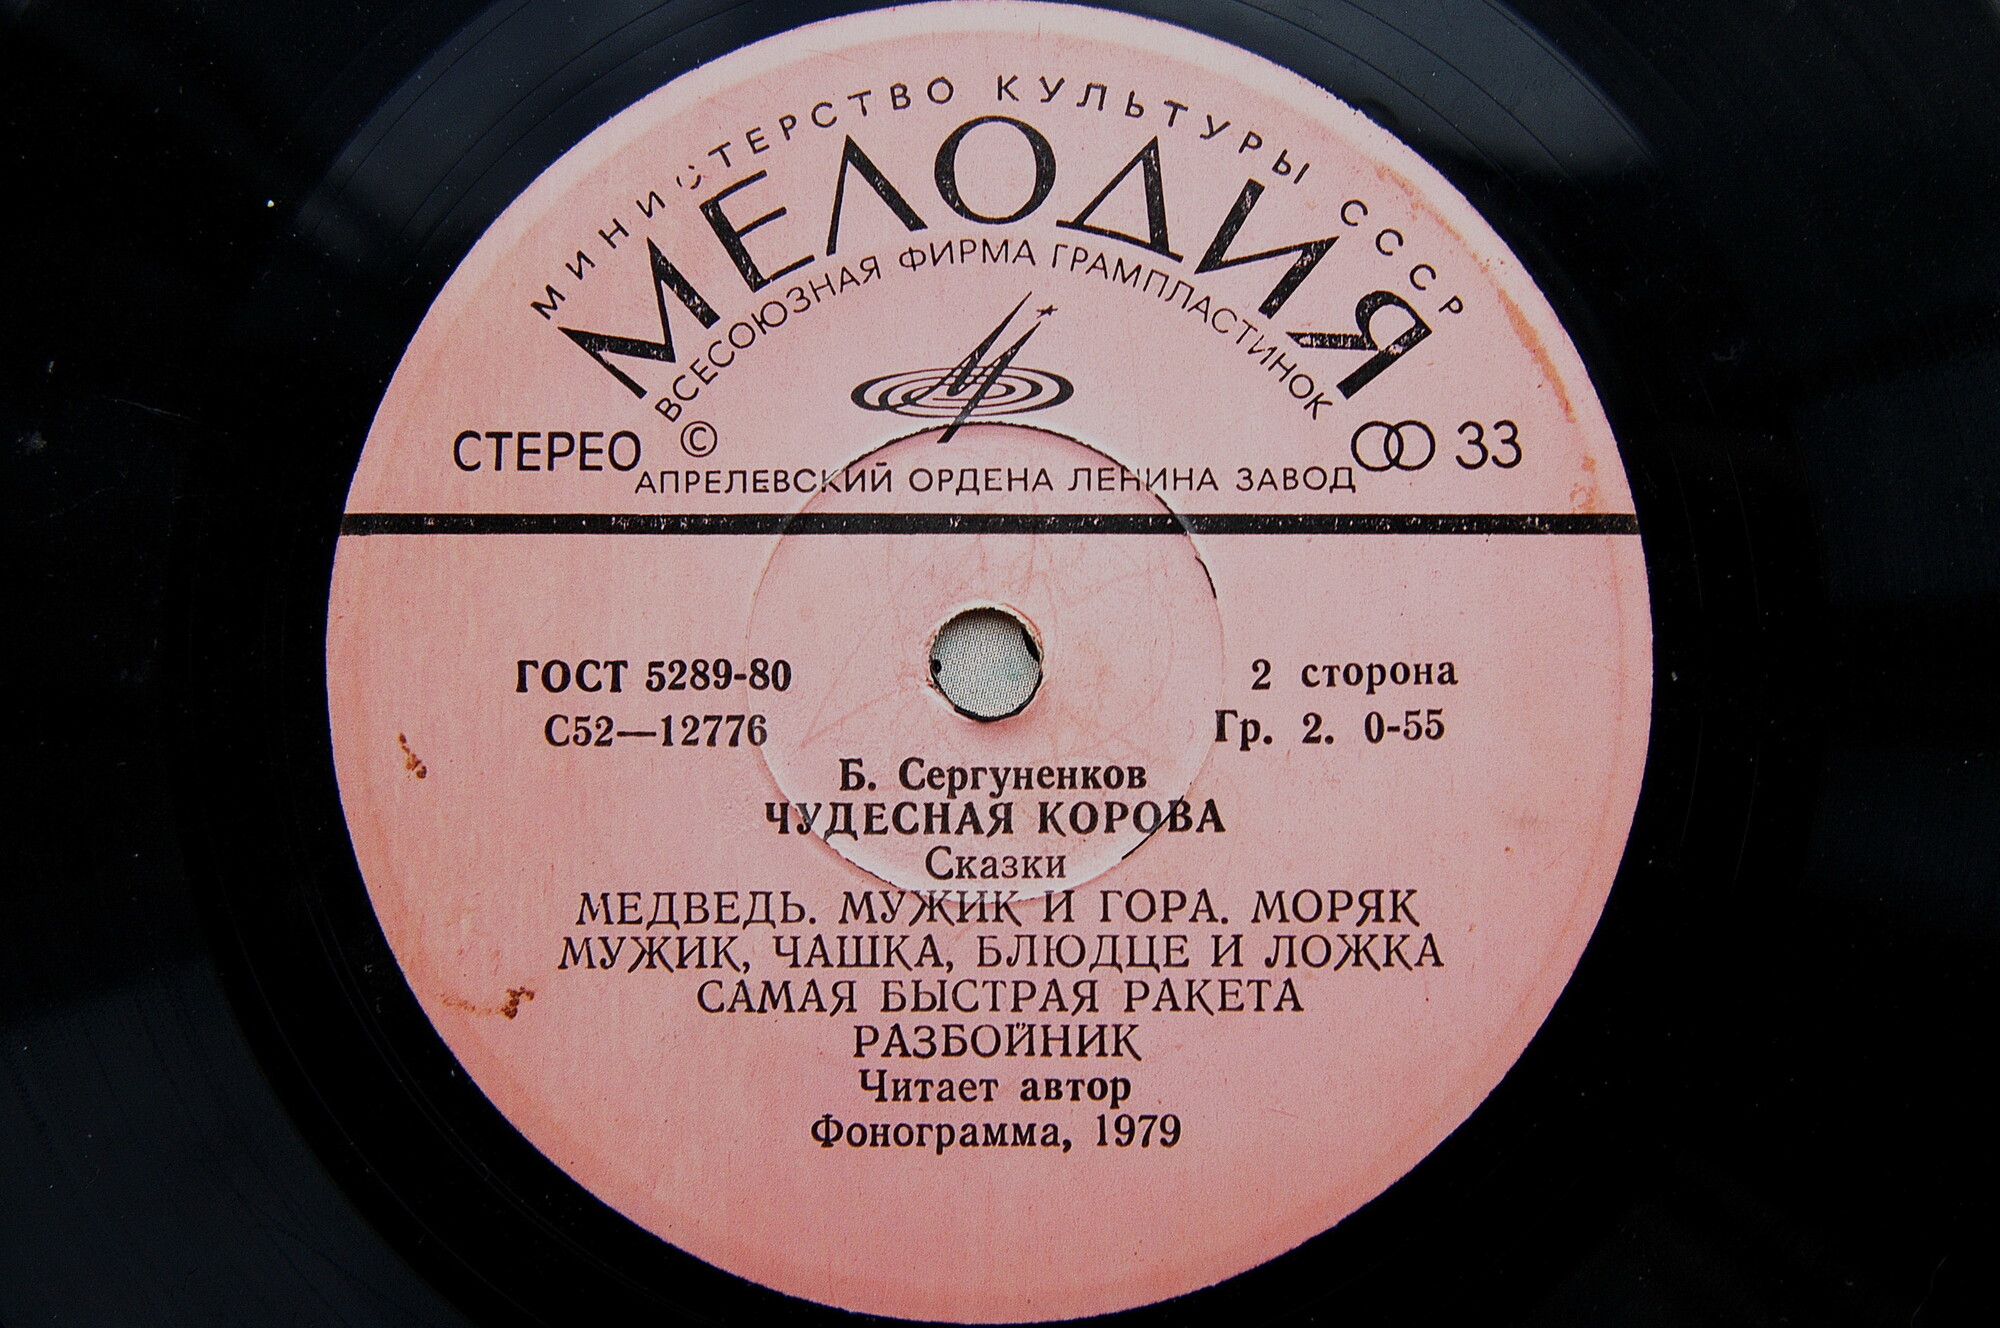 МИНИСТЕРСТВО КУЛЬТУРЫ СССР
МЕЛОДИЯ
ВСЕСОЮЗНАЯ ФИРМА ГРАМПЛАСТИНОК
СТЕРЕО © 33
АПРЕЛЕВСКИЙ ОРДЕНА ЛЕНИНА ЗАВОД
ГОСТ 5289-80 2 сторона
С52—12776 Гр. 2. 0-55
Б. Сергуненков
ЧУДЕСНАЯ КОРОВА
Сказки
МЕДВЕДЬ. МУЖИК И ГОРА. МОРЯК
МУЖИК, ЧАШКА, БЛЮДЦЕ И ЛОЖКА
САМАЯ БЫСТРАЯ РАКЕТА
РАЗБОЙНИК
Читает автор
Фонограмма, 1979